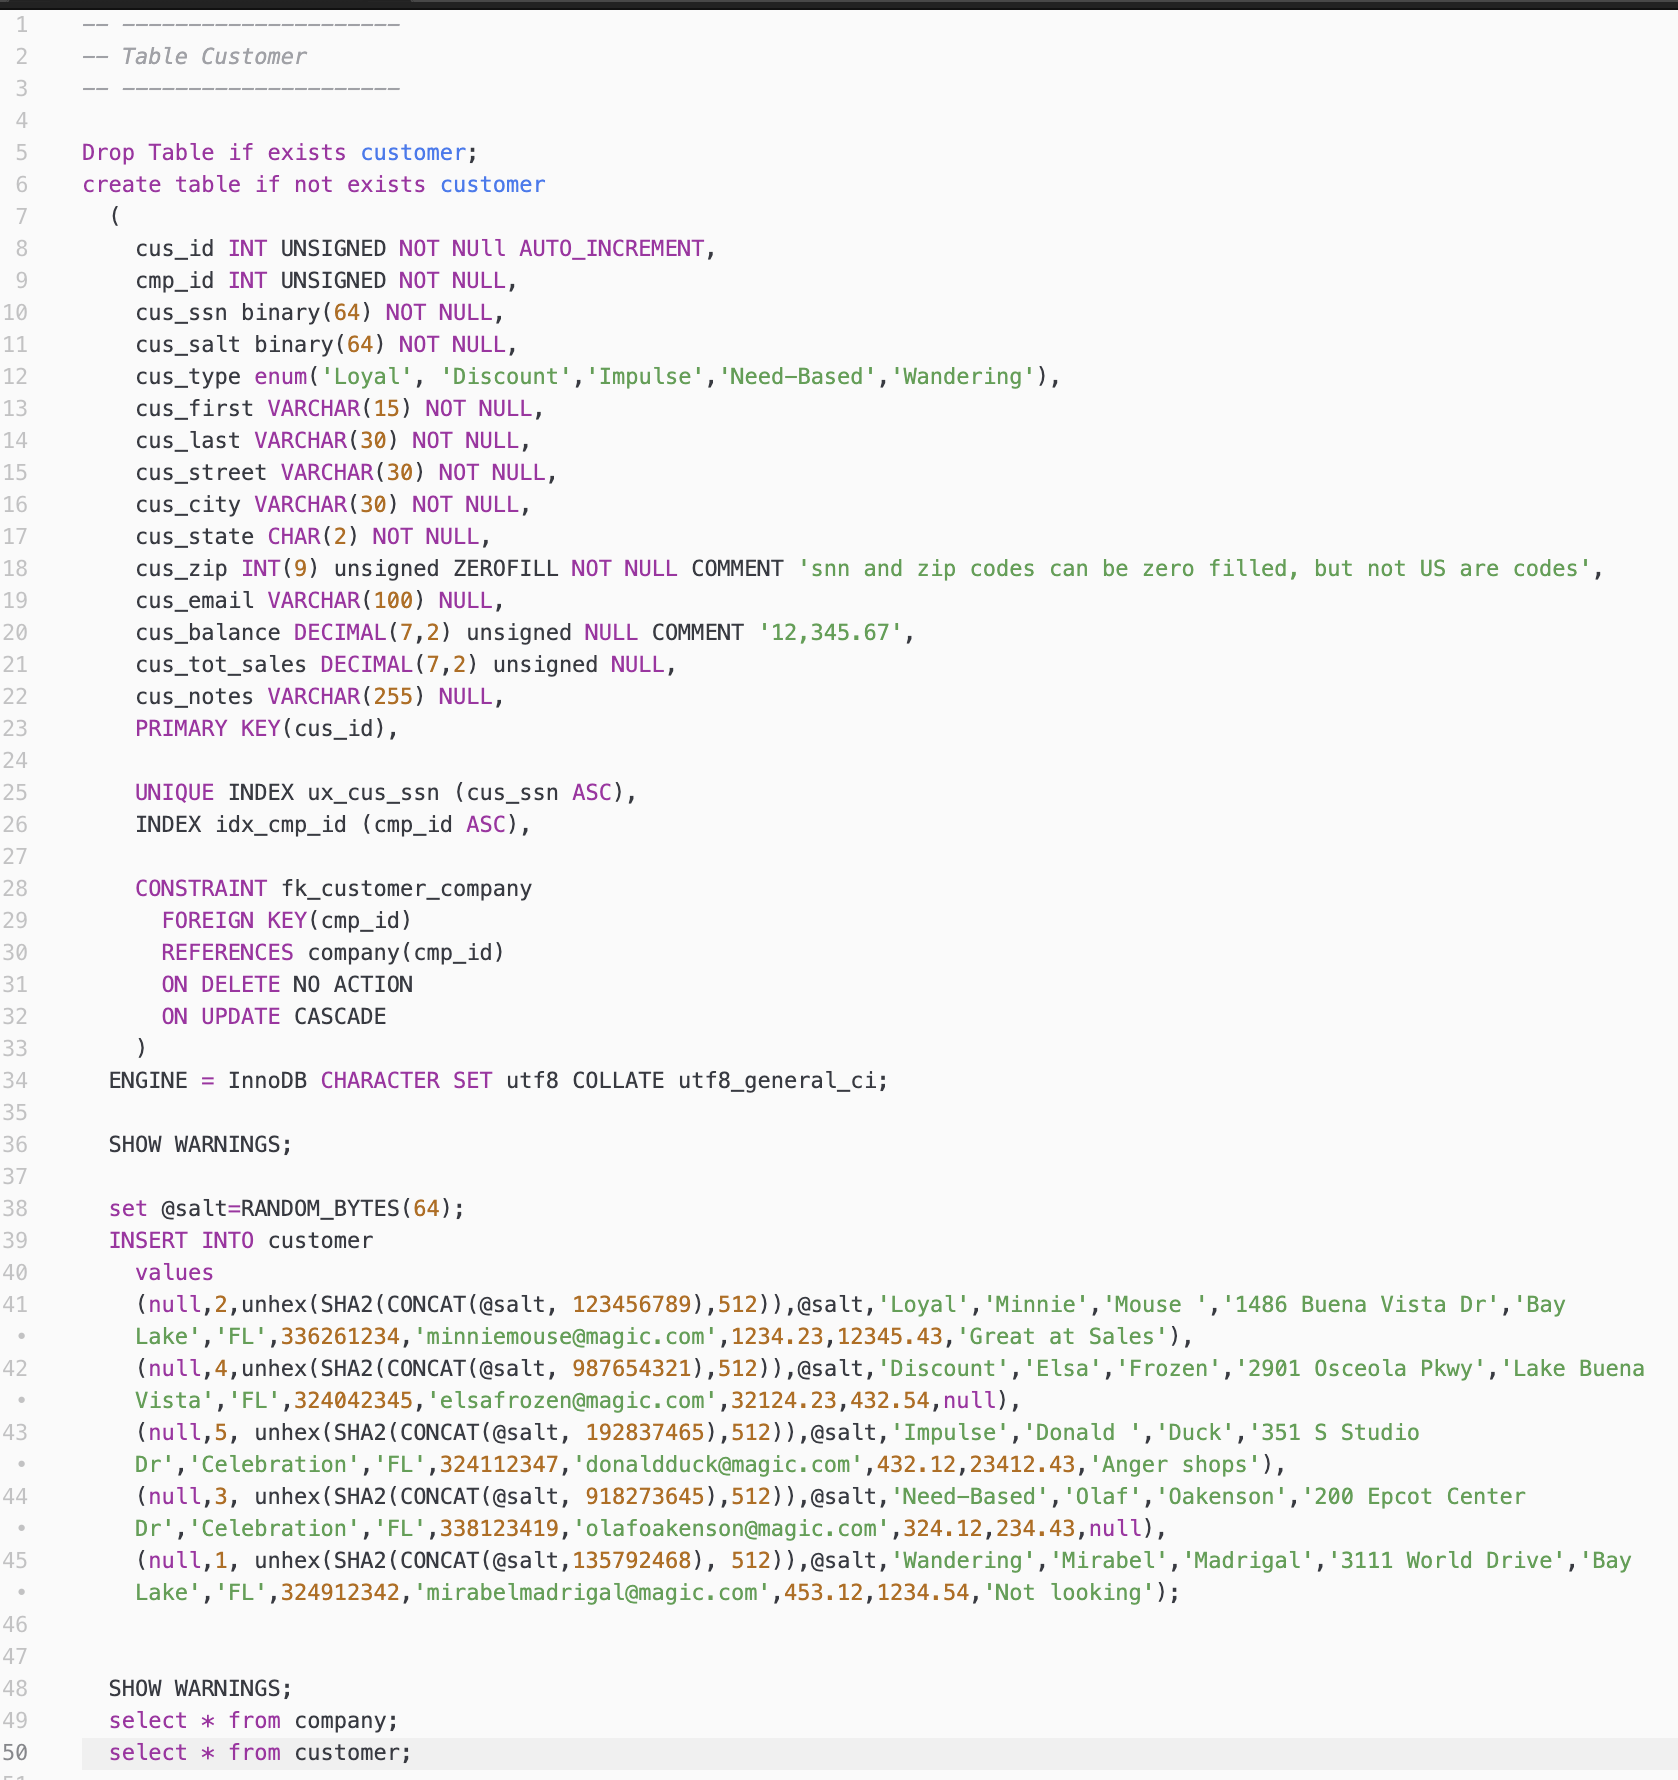 1 -- ---------------------
2 -- Table Customer
3 -- ---------------------
4
5 Drop Table if exists customer;
6 create table if not exists customer
7 (
8 cus_id INT UNSIGNED NOT NUll AUTO_INCREMENT,
9 cmp_id INT UNSIGNED NOT NULL,
10 cus_ssn binary(64) NOT NULL,
11 cus_salt binary(64) NOT NULL,
12 cus_type enum('Loyal', 'Discount','Impulse','Need-Based','Wandering'),
13 cus_first VARCHAR(15) NOT NULL,
14 cus_last VARCHAR(30) NOT NULL,
15 cus_street VARCHAR(30) NOT NULL,
16 cus_city VARCHAR(30) NOT NULL,
17 cus_state CHAR(2) NOT NULL,
18 cus_zip INT(9) unsigned ZEROFILL NOT NULL COMMENT 'snn and zip codes can be zero filled, but not US are codes',
19 cus_email VARCHAR(100) NULL,
20 cus_balance DECIMAL(7,2) unsigned NULL COMMENT '12,345.67',
21 cus_tot_sales DECIMAL(7,2) unsigned NULL,
22 cus_notes VARCHAR(255) NULL,
23 PRIMARY KEY(cus_id),
24
25 UNIQUE INDEX ux_cus_ssn (cus_ssn ASC),
26 INDEX idx_cmp_id (cmp_id ASC),
27
28 CONSTRAINT fk_customer_company
29 FOREIGN KEY(cmp_id)
30 REFERENCES company(cmp_id)
31 ON DELETE NO ACTION
32 ON UPDATE CASCADE
33 )
34 ENGINE = InnoDB CHARACTER SET utf8 COLLATE utf8_general_ci;
35
36 SHOW WARNINGS;
37
38 set @salt=RANDOM_BYTES(64);
39 INSERT INTO customer
40 values
41 (null,2,unhex(SHA2(CONCAT(@salt, 123456789),512)),@salt,'Loyal','Minnie','Mouse ','1486 Buena Vista Dr','Bay
• Lake','FL',336261234,'minniemouse@magic.com',1234.23,12345.43,'Great at Sales'),
42 (null,4,unhex(SHA2(CONCAT(@salt, 987654321),512)),@salt,'Discount','Elsa','Frozen','2901 Osceola Pkwy','Lake Buena
• Vista','FL',324042345,'elsafrozen@magic.com',32124.23,432.54,null),
43 (null,5, unhex(SHA2(CONCAT(@salt, 192837465),512)),@salt,'Impulse','Donald ','Duck','351 S Studio
• Dr','Celebration','FL',324112347,'donaldduck@magic.com',432.12,23412.43,'Anger shops'),
44 (null,3, unhex(SHA2(CONCAT(@salt, 918273645),512)),@salt,'Need-Based','Olaf','Oakenson','200 Epcot Center
• Dr','Celebration','FL',338123419,'olafoakenson@magic.com',324.12,234.43,null),
45 (null,1, unhex(SHA2(CONCAT(@salt,135792468), 512)),@salt,'Wandering','Mirabel','Madrigal','3111 World Drive','Bay
• Lake','FL',324912342,'mirabelmadrigal@magic.com',453.12,1234.54,'Not looking');
46
47
48 SHOW WARNINGS;
49 select * from company;
50 select * from customer;